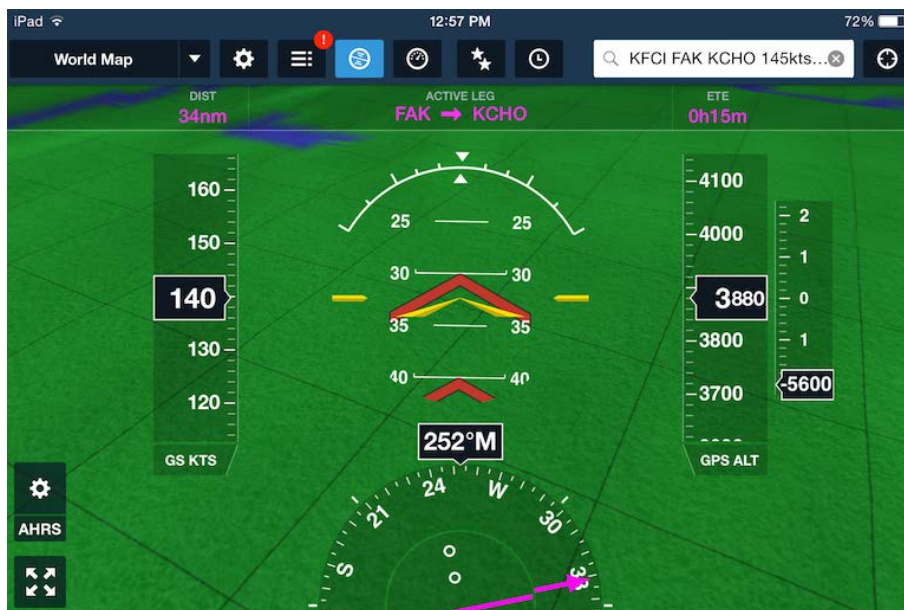 iPad 12:57 PM 72%
World Map ! KFCI FAK KCHO 145kts...
DIST ACTIVE LEG ETE
34nm FAK → KCHO 0h15m
160 4100
25 25 2
150 4000
1
30 30
140 3880 0
35 35
130 3800 1
40 40
120 3700 -5600
252°M
GS KTS GPS ALT
24 W
21 30
AHRS
S 33